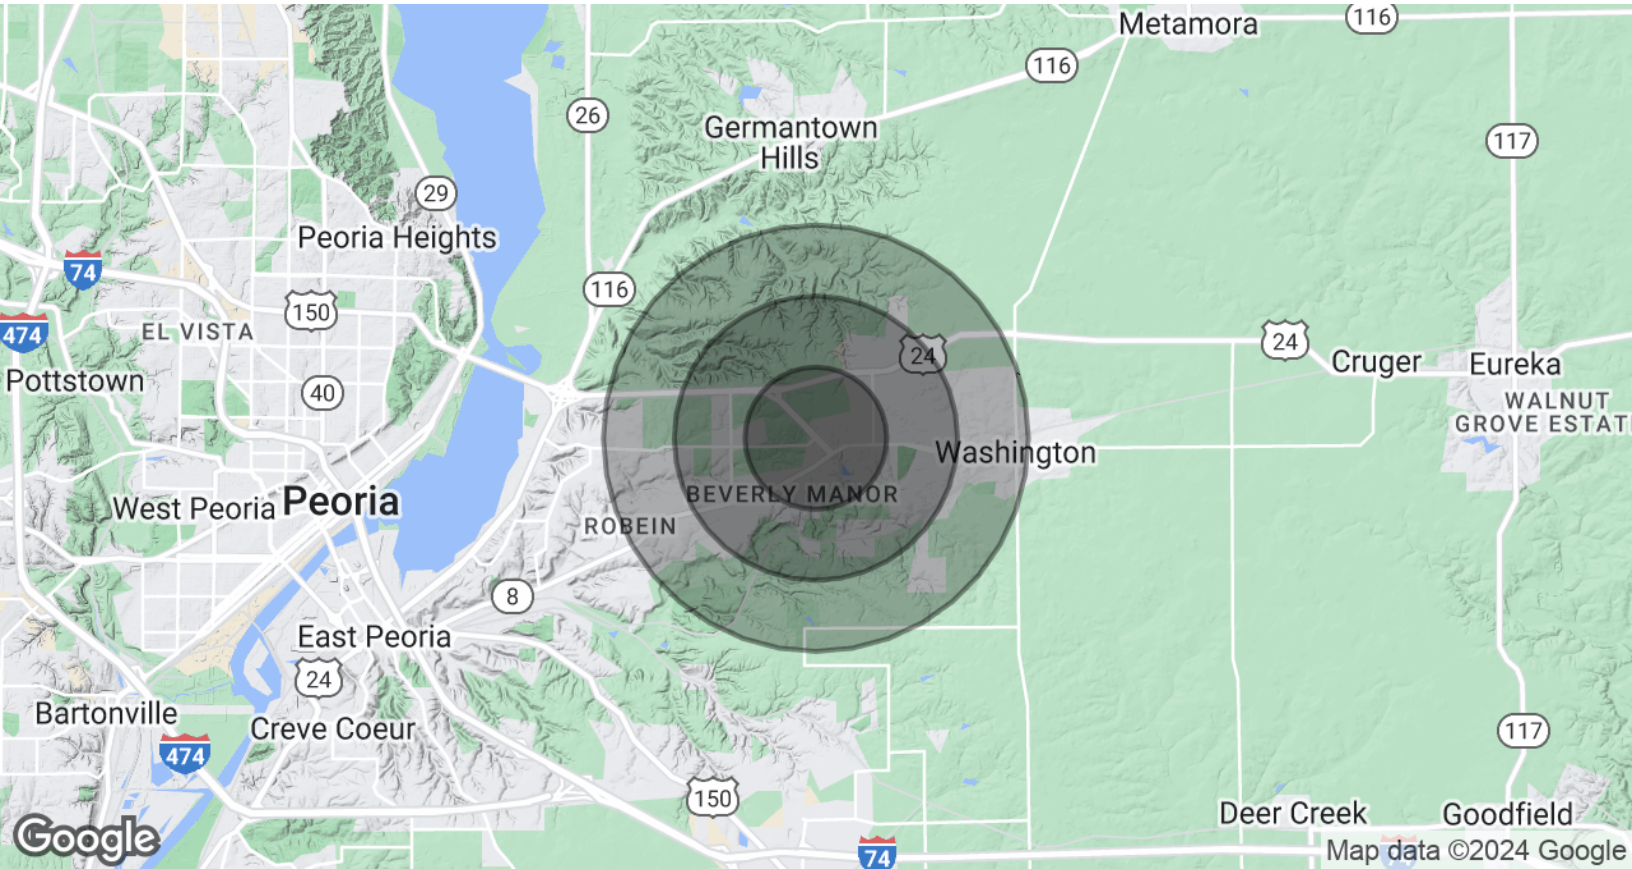 Metamora
116
116
26
Germantown
Hills
117
29
Peoria Heights
74
116
150
EL VISTA
474
24
24
Cruger
Eureka
Pottstown
40
WALNUT
GROVE ESTAT
Washington
West Peoria
Peoria
BEVERLY MANOR
ROBEIN
8
East Peoria
24
Bartonville
Creve Coeur
474
117
150
Deer Creek
Goodfield
Google
74
Map data ©2024 Google